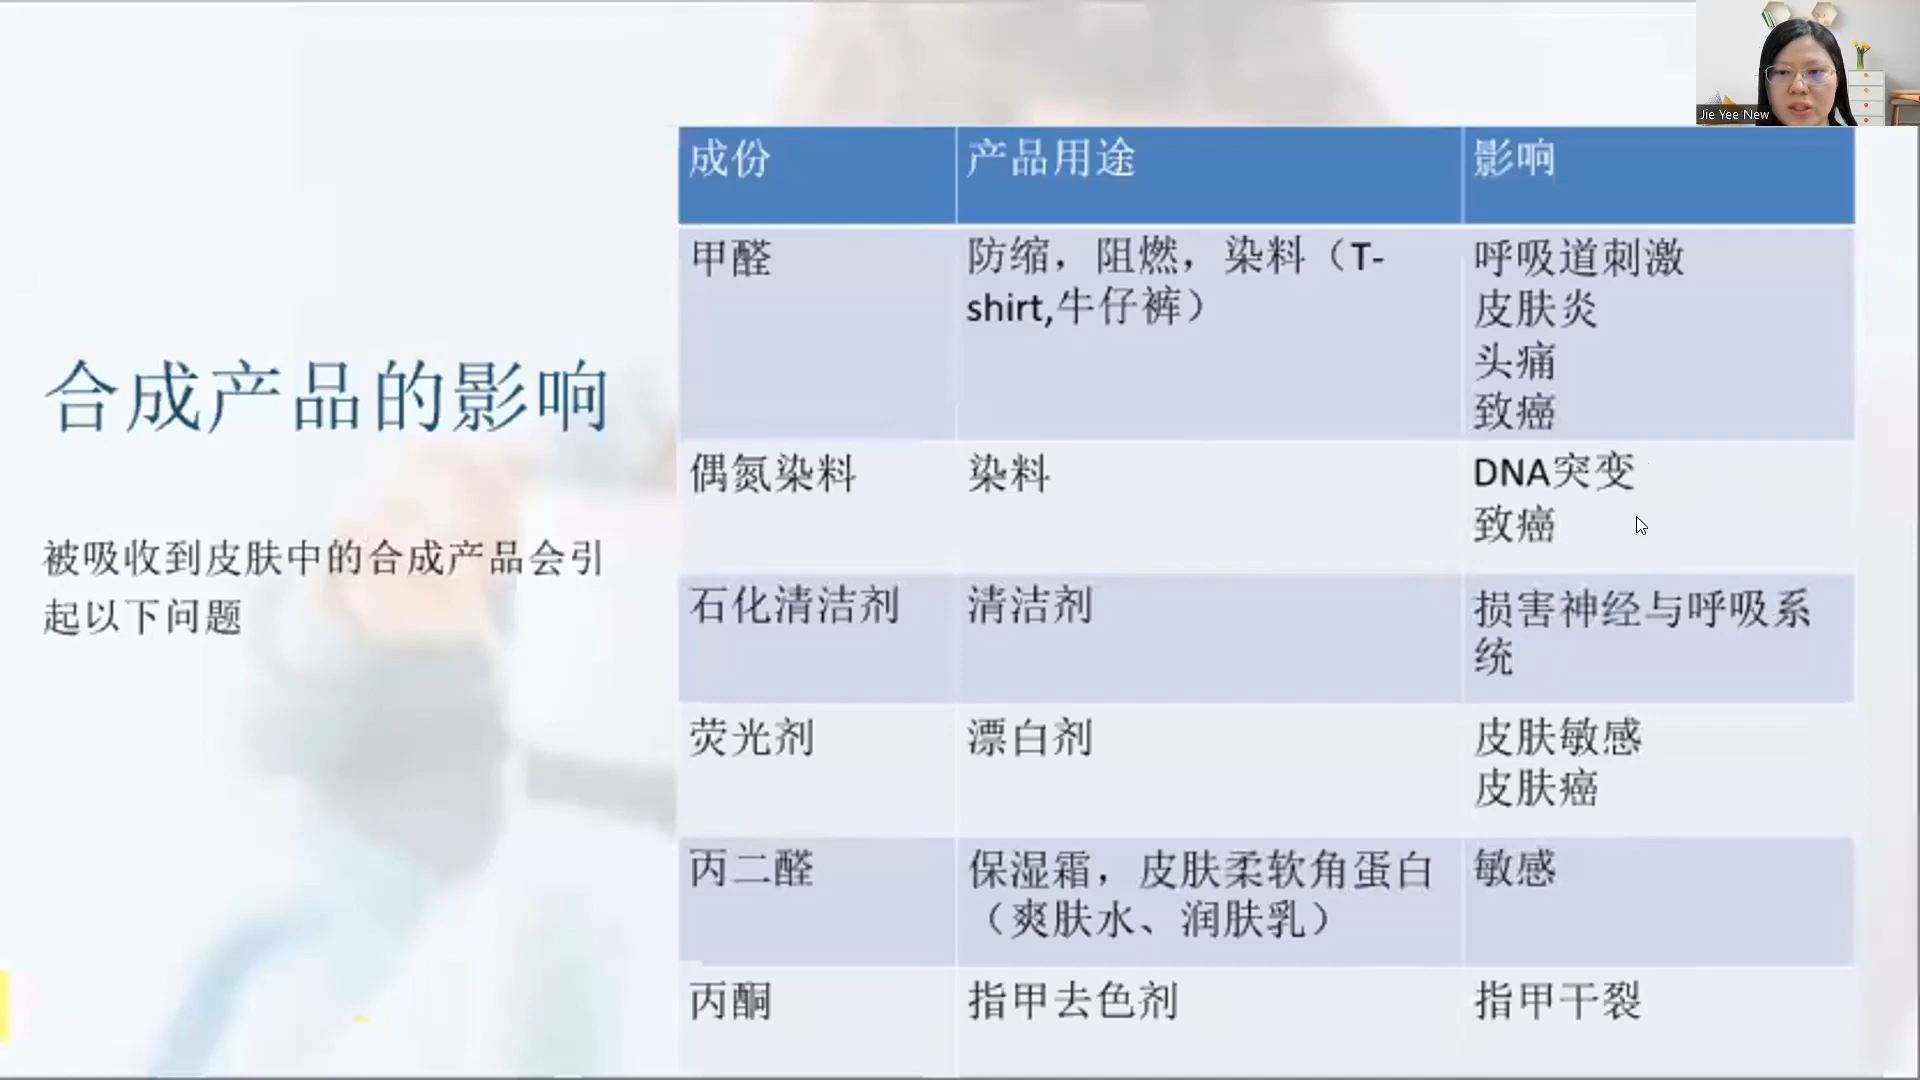 Jie Yee New
合成产品的影响
被吸收到皮肤中的合成产品会引
起以下问题
成份
产品用途
影响
甲醛
防缩，阻燃，染料（T-
shirt,牛仔裤）
呼吸道刺激
皮肤炎
头痛
致癌
偶氮染料
染料
DNA突变
致癌
石化清洁剂
清洁剂
损害神经与呼吸系
统
荧光剂
漂白剂
皮肤敏感
皮肤癌
丙二醛
保湿霜，皮肤柔软角蛋白
（爽肤水、润肤乳）
敏感
丙酮
指甲去色剂
指甲干裂